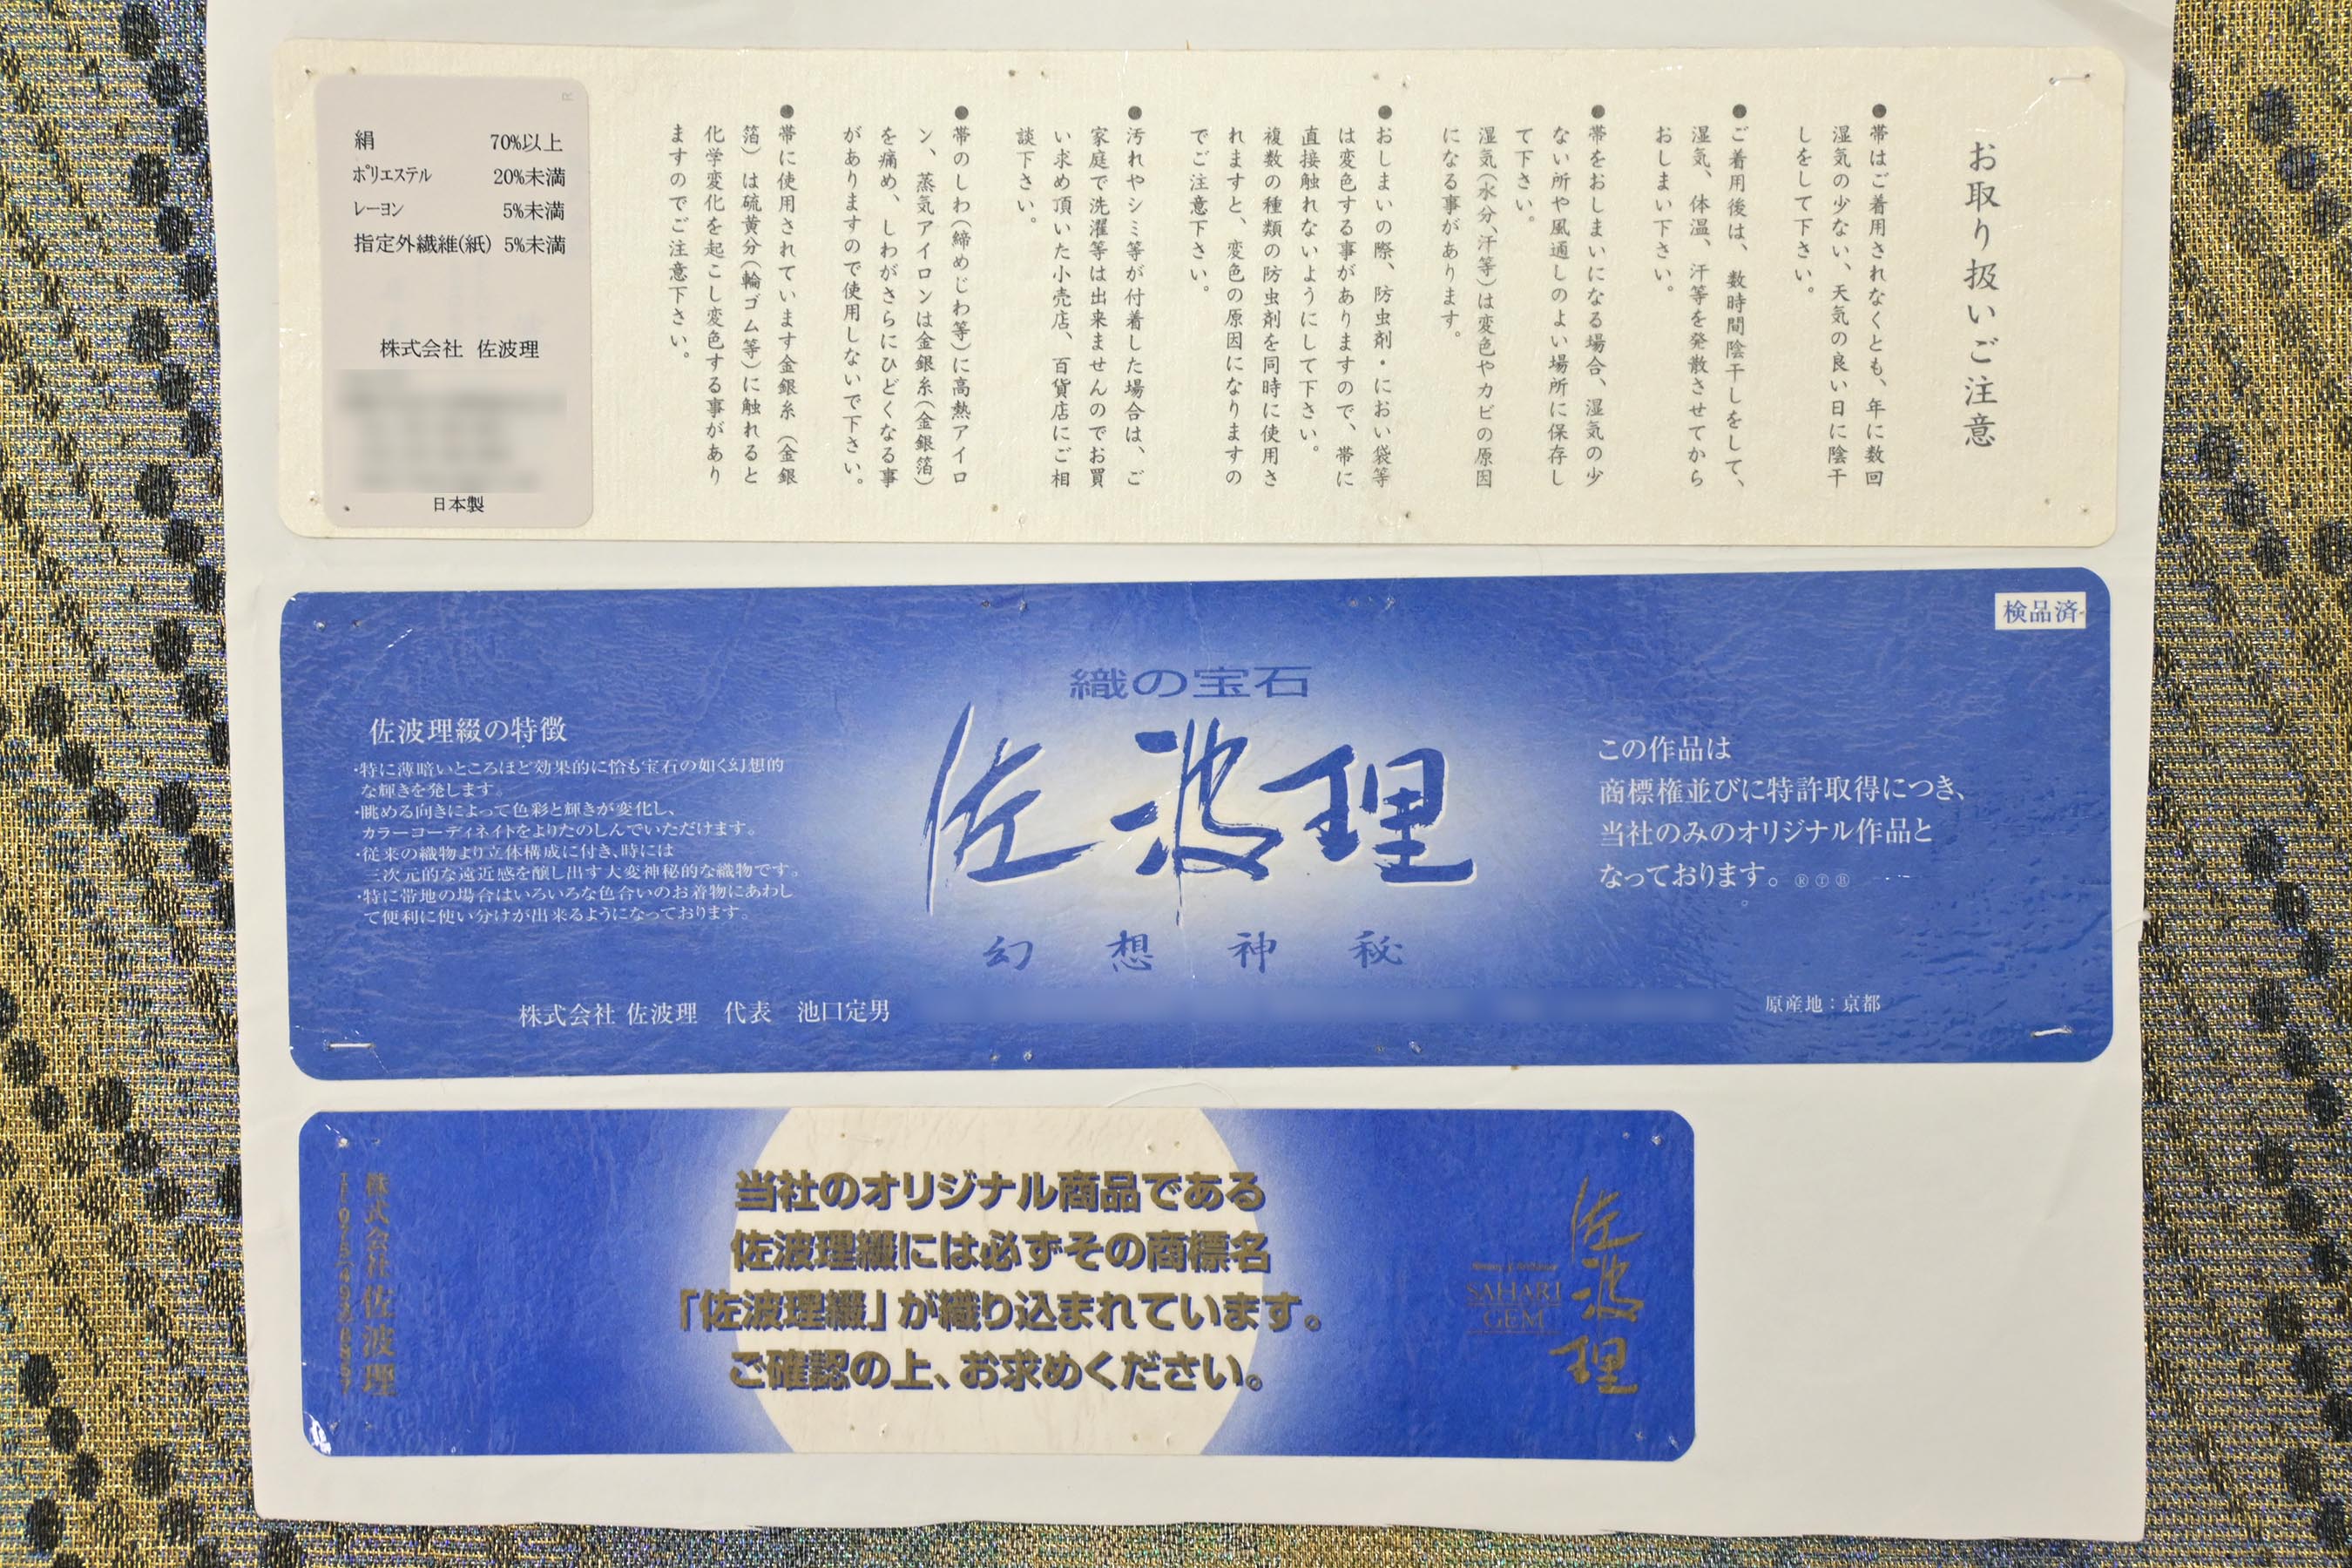 お取り扱いご注意
●帯はご着用されなくとも、年に数回
湿気の少ない、天気の良い日に陰干
しをして下さい。
●ご着用後は、数時間陰干しをして、
湿気、体温、汗等を発散させてから
おしまい下さい。
●帯をおしまいになる場合、湿気の少
ない所や風通しのよい場所に保存し
て下さい。
湿気(水分、汗等)は変色やカビの原因
になる事があります。
●おしまいの際、防虫剤・におい袋等
は変色する事がありますので、帯に
直接触れないようにして下さい。
複数の種類の防虫剤を同時に使用さ
れますと、変色の原因になりますの
でご注意下さい。
●汚れやシミ等が付着した場合は、ご
家庭で洗濯等は出来ませんのでお買
い求め頂いた小売店、百貨店にご相
談下さい。
●帯のしわ(締めじわ等)に高熱アイロ
ン、蒸気アイロンは金銀糸(金銀箔)
を痛め、しわがさらにひどくなる事
がありますので使用しないで下さい。
●帯に使用されています金銀糸(金銀
箔)は硫黄分(輪ゴム等)に触れると
化学変化を起こし変色する事があり
ますのでご注意下さい。
R
絹 70%以上
ポリエステル 20%未満
レーヨン 5%未満
指定外繊維(紙) 5%未満
株式会社 佐波理
日本製
検品済
織の宝石
佐波理
幻想神秘
佐波理綴の特徴
・特に薄暗いところほど効果的に恰も宝石の如く幻想的
な輝きを発します。
・眺める向きによって色彩と輝きが変化し、
カラーコーディネイトをよりたのしんでいただけます。
・従来の織物より立体構成に付き、時には
三次元的な遠近感を醸し出す大変神秘的な織物です。
・特に帯地の場合はいろいろな色合いのお着物にあわし
て便利に使い分けが出来るようになっております。
この作品は
商標権並びに特許取得につき、
当社のみのオリジナル作品と
なっております。ⓇⓉⓇ
株式会社 佐波理 代表 池口定男
原産地：京都
佐波理
SAHARI
GEM
当社のオリジナル商品である
佐波理綴には必ずその商標名
「佐波理綴」が織り込まれています。
ご確認の上、お求めください。
株式会社佐波理